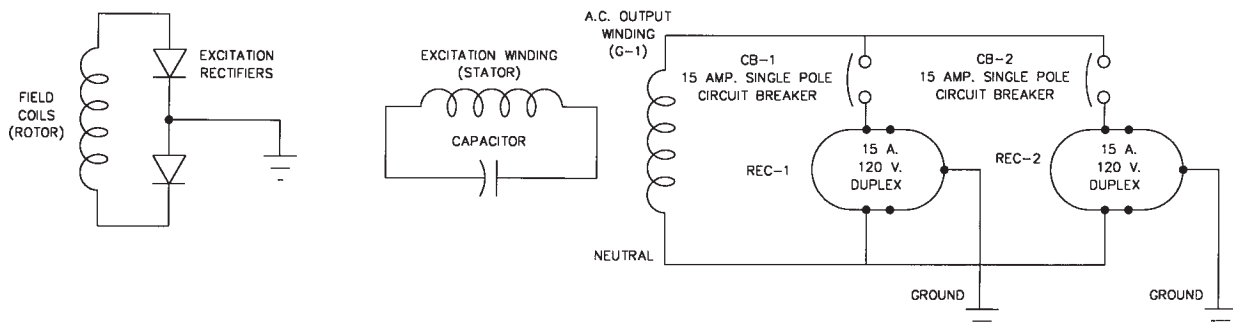 EXCITATION
RECTIFIERS
FIELD
COILS
(ROTOR)
EXCITATION WINDING
(STATOR)
CAPACITOR
A.C. OUTPUT
WINDING
(G-1)
CB-1
15 AMP. SINGLE POLE
CIRCUIT BREAKER
CB-2
15 AMP. SINGLE POLE
CIRCUIT BREAKER
REC-1
15 A.
120 V.
DUPLEX
REC-2
15 A.
120 V.
DUPLEX
NEUTRAL
GROUND
GROUND